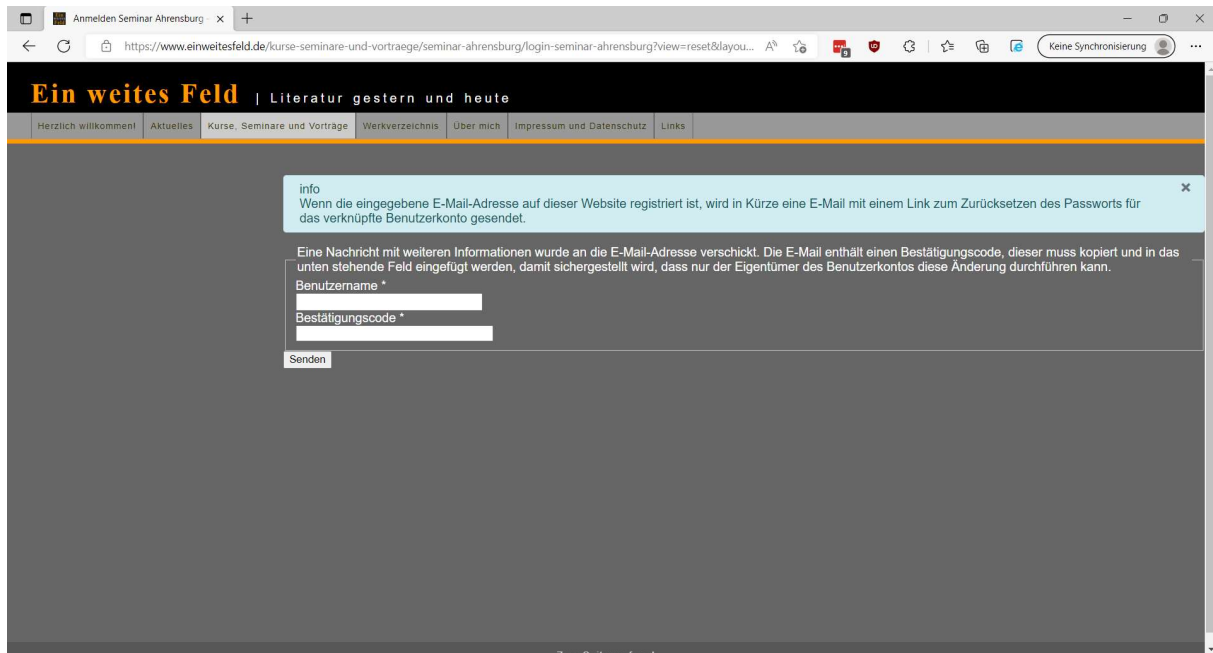 Anmelden Seminar Ahrensburg
https://www.einweitesfeld.de/kurse-seminare-und-vortraege/seminar-ahrensburg/login-seminar-ahrensburg?view=reset&layou...
9
Keine Synchronisierung
Ein weites Feld | Literatur gestern und heute
Herzlich willkommen! Aktuelles Kurse, Seminare und Vorträge Werkverzeichnis Über mich Impressum und Datenschutz Links
info
Wenn die eingegebene E-Mail-Adresse auf dieser Website registriert ist, wird in Kürze eine E-Mail mit einem Link zum Zurücksetzen des Passworts für
das verknüpfte Benutzerkonto gesendet.
Eine Nachricht mit weiteren Informationen wurde an die E-Mail-Adresse verschickt. Die E-Mail enthält einen Bestätigungscode, dieser muss kopiert und in das
unten stehende Feld eingefügt werden, damit sichergestellt wird, dass nur der Eigentümer des Benutzerkontos diese Änderung durchführen kann.
Benutzername *
Bestätigungscode *
Senden